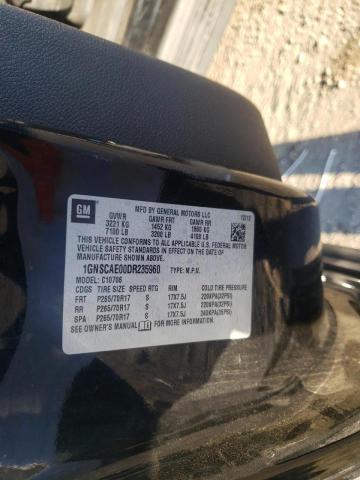 GM
MFD BY GENERAL MOTORS LLC
GVWR GAWR FRT GAWR RR
3221 KG 1452 KG 1860 KG
7100 LB 3200 LB 4100 LB
THIS VEHICLE CONFORMS TO ALL APPLICABLE U.S. FEDERAL MOTOR
VEHICLE SAFETY STANDARDS IN EFFECT ON THE DATE OF
MANUFACTURE SHOWN ABOVE.
1GNSCAE00DR235960 TYPE: M.P.U.
MODEL: C10706
CDGS TIRE SIZE SPEED RTG RIM COLD TIRE PRESSURE
FRT P265/70R17 S 17X7.5J 220KPA(32PSI)
RR P265/70R17 S 17X7.5J 220KPA(32PSI)
SPA P265/70R17 S 17X7.5J 240KPA(35PSI)
SEE OWNER'S MANUAL FOR MORE INFORMATION.